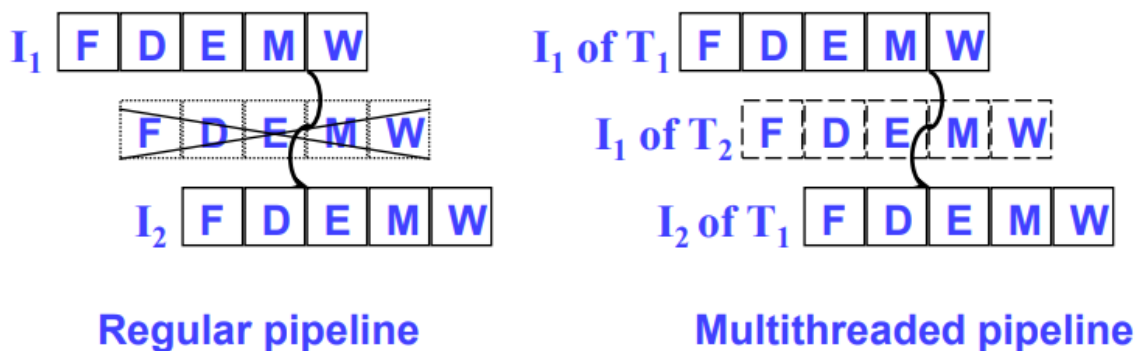 I₁ F D E M W
F D E M W
I₂ F D E M W
Regular pipeline
I₁ of T₁ F D E M W
I₁ of T₂ F D E M W
I₂ of T₁ F D E M W
Multithreaded pipeline